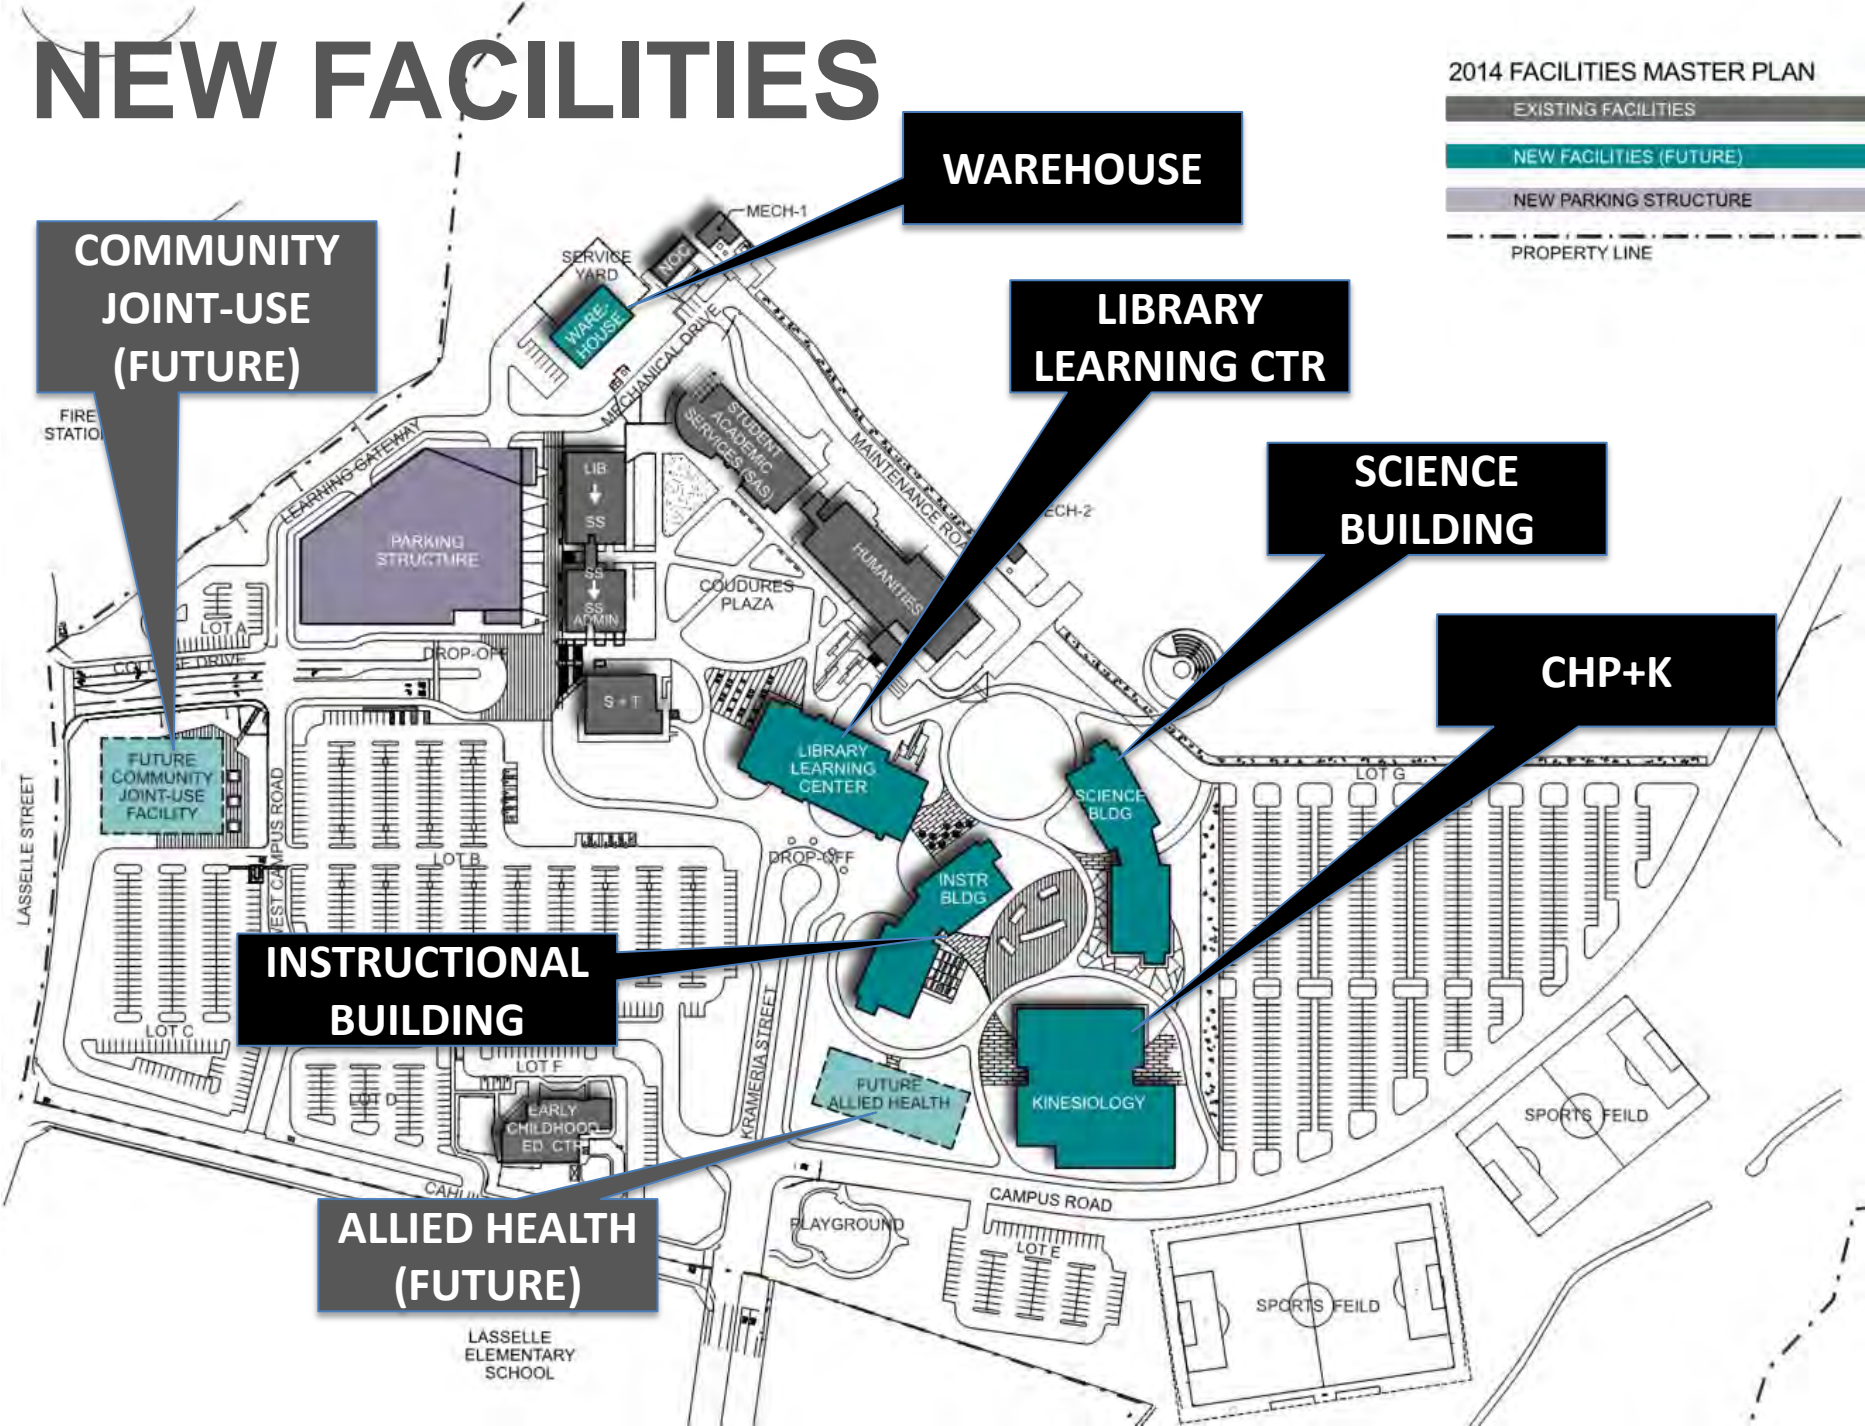 NEW FACILITIES
2014 FACILITIES MASTER PLAN
EXISTING FACILITIES
NEW FACILITIES (FUTURE)
NEW PARKING STRUCTURE
PROPERTY LINE
WAREHOUSE
COMMUNITY
JOINT-USE
(FUTURE)
LIBRARY
LEARNING CTR
SCIENCE
BUILDING
CHP+K
INSTRUCTIONAL
BUILDING
ALLIED HEALTH
(FUTURE)
MECH-1
NOC
SERVICE
YARD
WARE-
HOUSE
MECHANICAL DRIVE
FIRE
LEARNING GATEWAY
PARKING
STRUCTURE
LIB
SS
SS
SS
ADMIN
STUDENT
ACADEMIC
SERVICES (SAS)
MAINTENANCE
HUMANITIES
COUDURES
PLAZA
LOT A
COLLEGE DRIVE
DROP-OFF
S + T
LIBRARY
LEARNING
CENTER
SCIENCE
BLDG
LOT G
FUTURE
COMMUNITY
JOINT-USE
FACILITY
LASSELLE STREET
WEST CAMPUS ROAD
LOT B
DROP-OFF
INSTR
BLDG
LOT C
LOT F
LOT D
EARLY
CHILDHOOD
ED. CTR
KRAMERIA STREET
FUTURE
ALLIED HEALTH
KINESIOLOGY
SPORTS FEILD
CAMPUS ROAD
PLAYGROUND
LOT E
SPORTS FEILD
LASSELLE
ELEMENTARY
SCHOOL